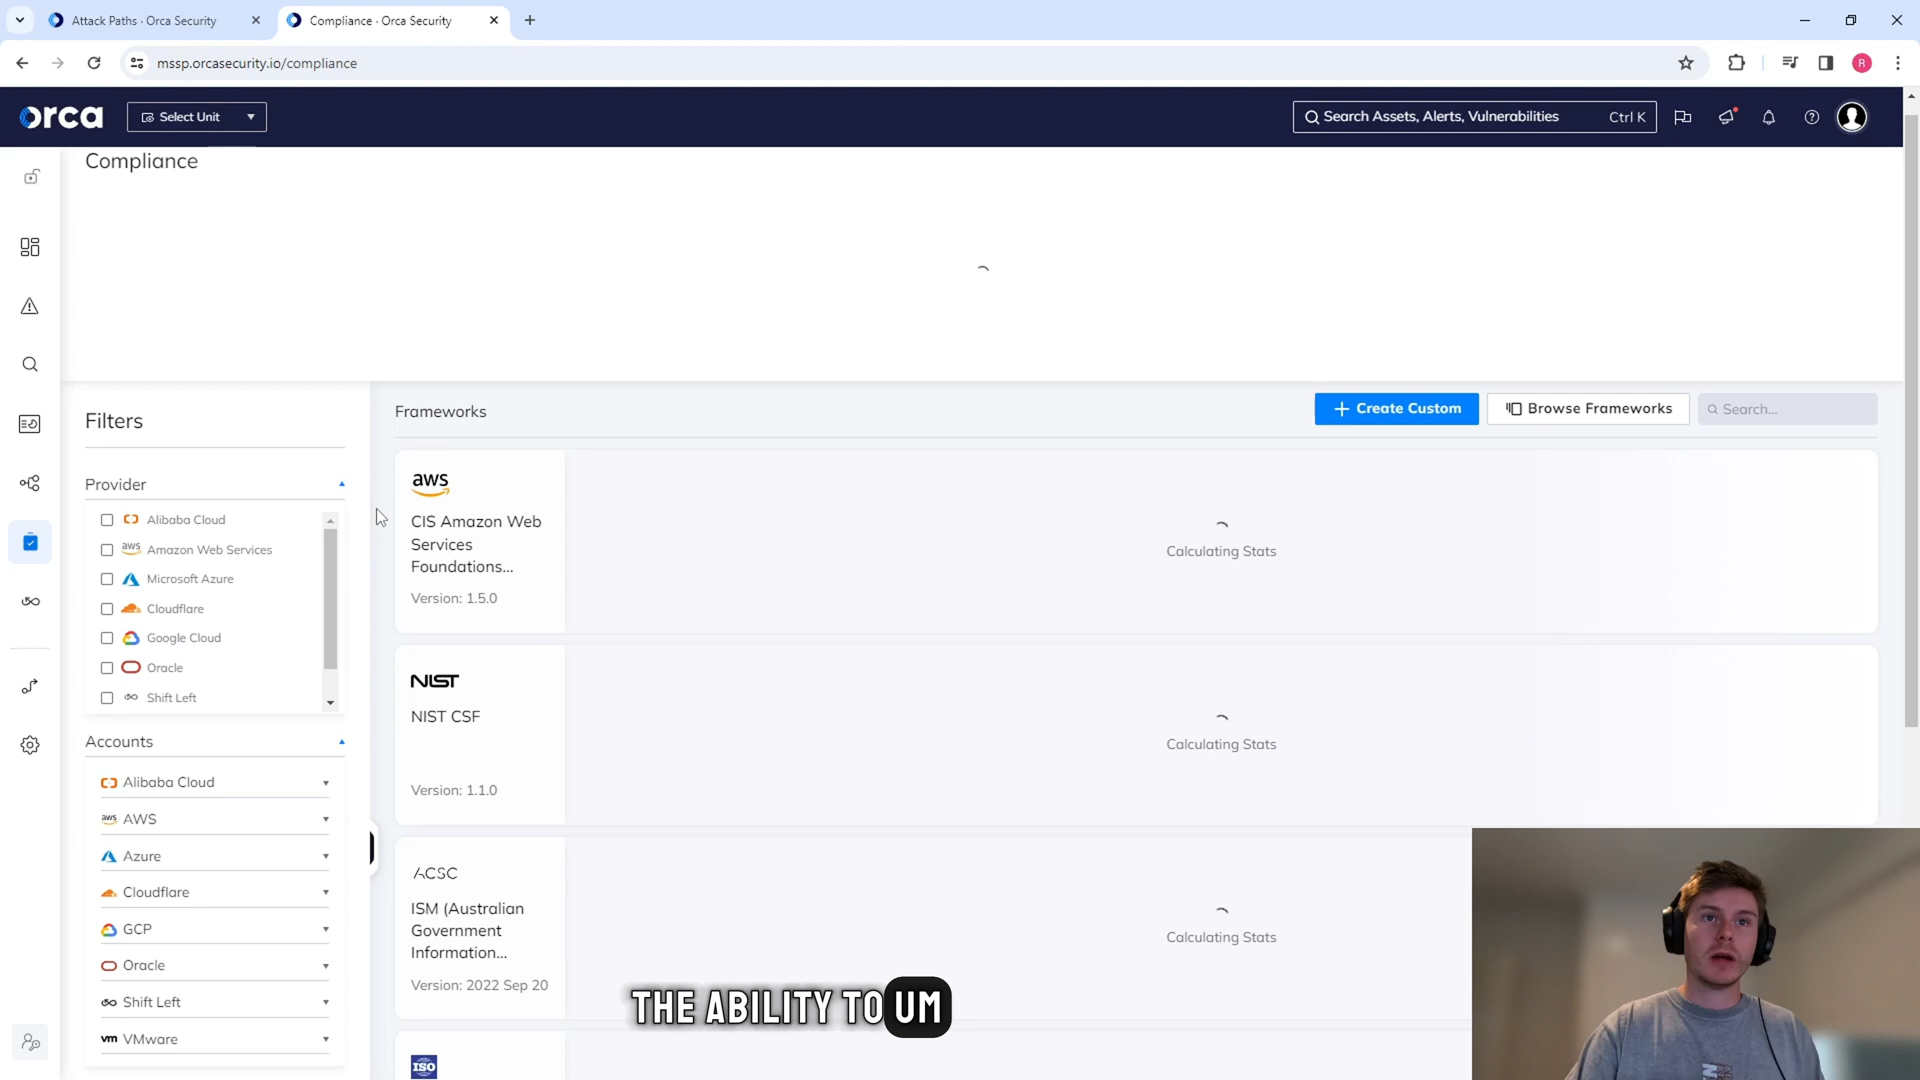 Attack Paths · Orca Security
Compliance · Orca Security
mssp.orcasecurity.io/compliance
R
orca
Select Unit
Search Assets, Alerts, Vulnerabilities
Ctrl K
Compliance
Filters
Provider
Alibaba Cloud
aws Amazon Web Services
Microsoft Azure
Cloudflare
Google Cloud
Oracle
Shift Left
Accounts
Alibaba Cloud
aws AWS
Azure
Cloudflare
GCP
Oracle
Shift Left
vm VMware
Frameworks
Create Custom
Browse Frameworks
Search...
aws
CIS Amazon Web
Services
Foundations...
Version: 1.5.0
Calculating Stats
NIST
NIST CSF
Version: 1.1.0
Calculating Stats
ACSC
ISM (Australian
Government
Information...
Version: 2022 Sep 20
Calculating Stats
ISO
THE ABILITY TO UM